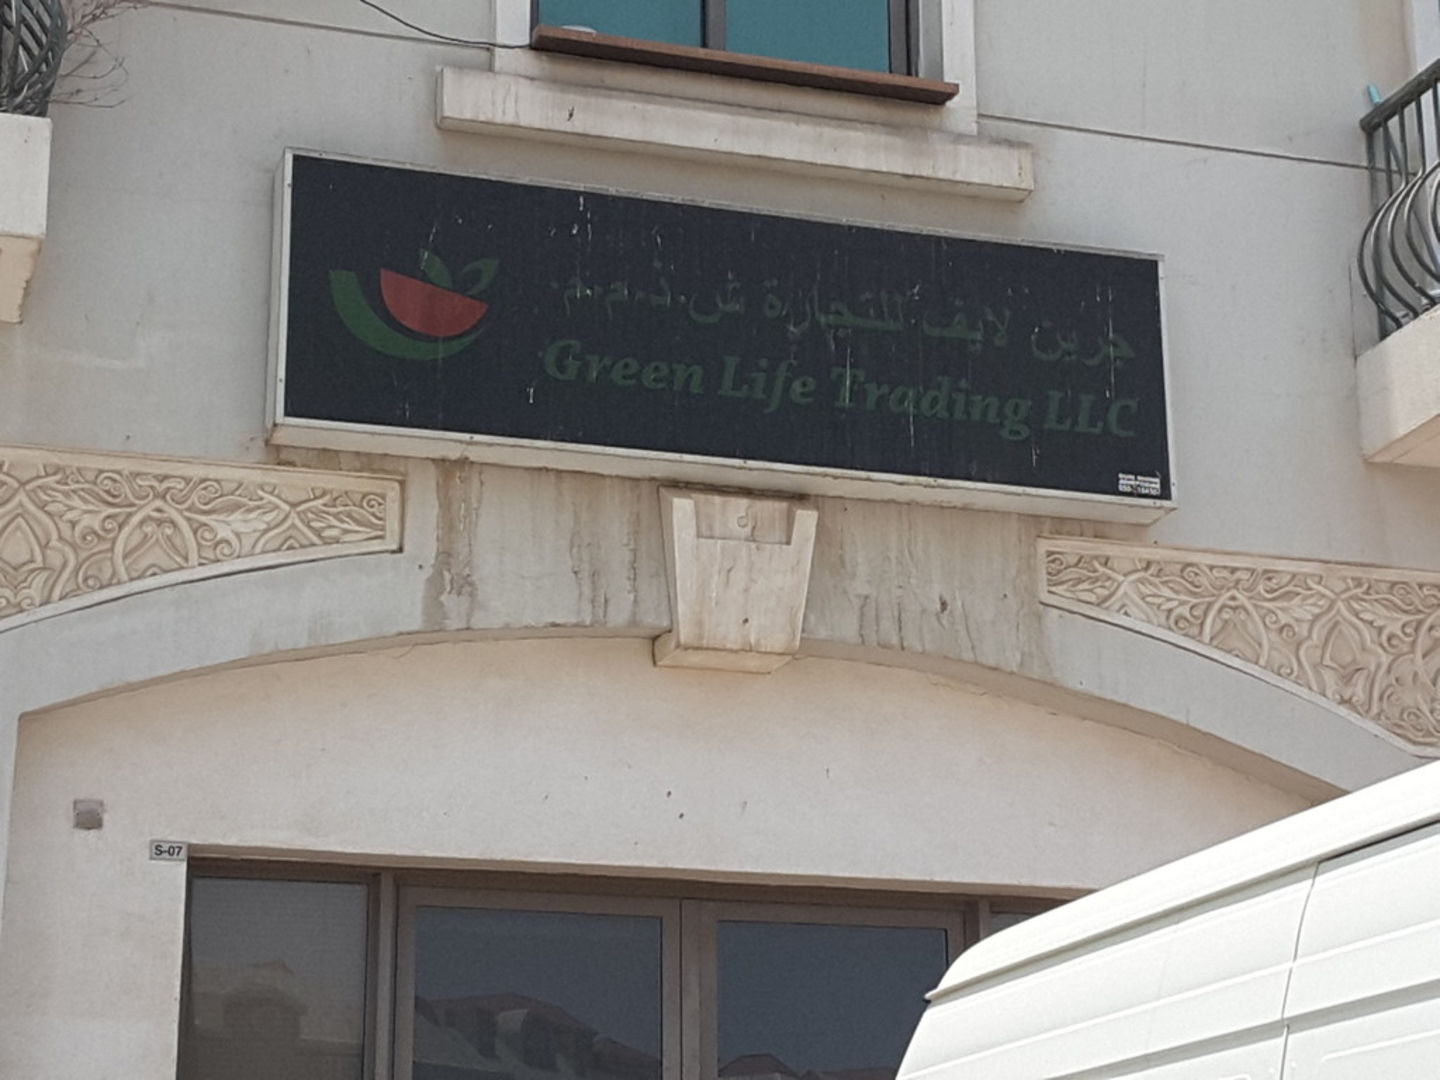 جرين لايف للتجارة ش.ذ.م.م.
Green Life Trading LLC
S-07